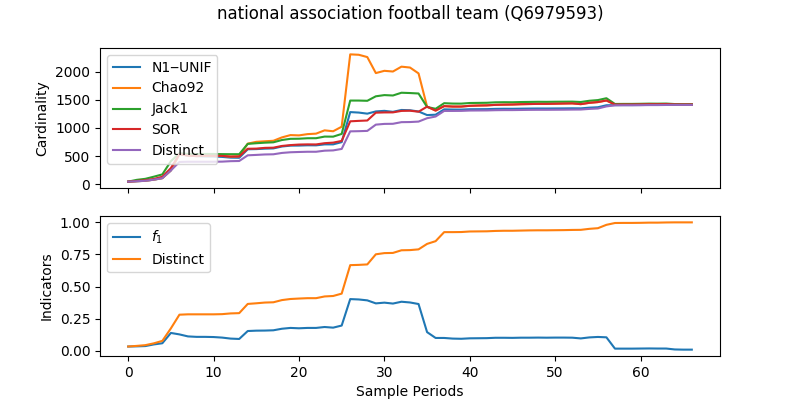 national association football team (Q6979593)
Cardinality
2000
1500
1000
500
0
N1−UNIF
Chao92
Jack1
SOR
Distinct
Indicators
1.00
0.75
0.50
0.25
0.00
f₁
Distinct
0 10 20 30 40 50 60
Sample Periods